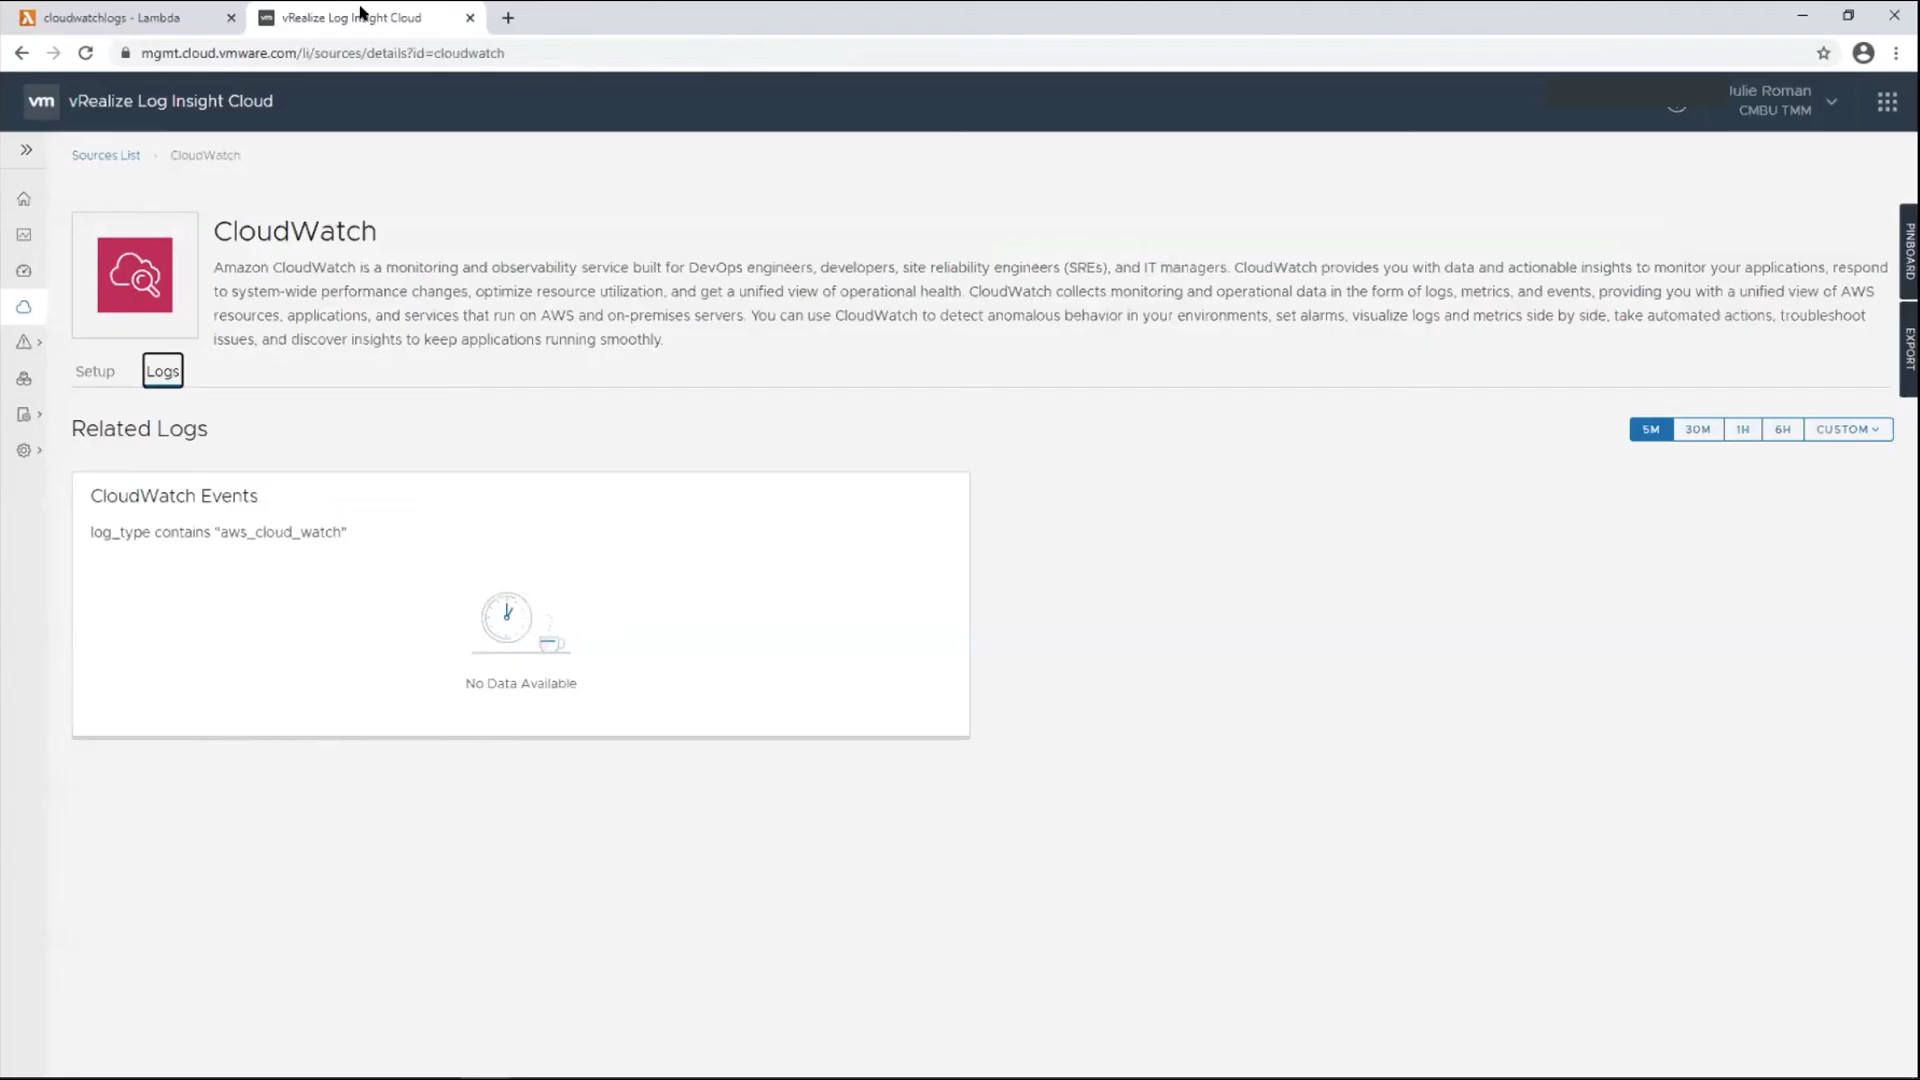 cloudwatchlogs - Lambda
vm vRealize Log Insight Cloud
mgmt.cloud.vmware.com/li/sources/details?id=cloudwatch
vm vRealize Log Insight Cloud
Julie Roman
CMBU TMM
Sources List › CloudWatch
CloudWatch
Amazon CloudWatch is a monitoring and observability service built for DevOps engineers, developers, site reliability engineers (SREs), and IT managers. CloudWatch provides you with data and actionable insights to monitor your applications, respond
to system-wide performance changes, optimize resource utilization, and get a unified view of operational health. CloudWatch collects monitoring and operational data in the form of logs, metrics, and events, providing you with a unified view of AWS
resources, applications, and services that run on AWS and on-premises servers. You can use CloudWatch to detect anomalous behavior in your environments, set alarms, visualize logs and metrics side by side, take automated actions, troubleshoot
issues, and discover insights to keep applications running smoothly.
PINBOARD
EXPORT
Setup Logs
Related Logs
5M 30M 1H 6H CUSTOM
CloudWatch Events
log_type contains "aws_cloud_watch"
No Data Available